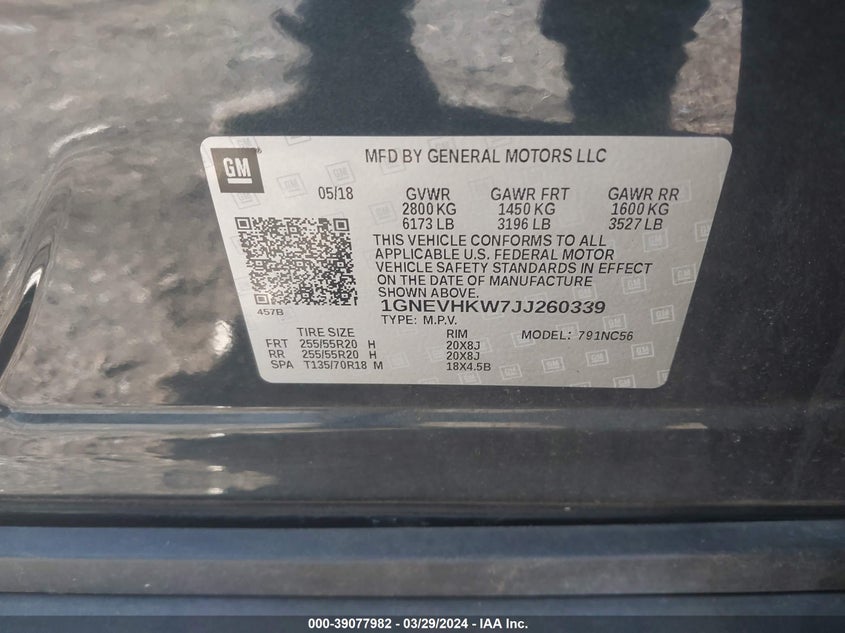 GM
MFD BY GENERAL MOTORS LLC
05/18 GVWR GAWR FRT GAWR RR
2800 KG 1450 KG 1600 KG
6173 LB 3196 LB 3527 LB
THIS VEHICLE CONFORMS TO ALL
APPLICABLE U.S. FEDERAL MOTOR
VEHICLE SAFETY STANDARDS IN EFFECT
ON THE DATE OF MANUFACTURE
SHOWN ABOVE.
457B
1GNEVHKW7JJ260339
TYPE: M.P.V.
TIRE SIZE RIM MODEL: 791NC56
FRT 255/55R20 H 20X8J
RR 255/55R20 H 20X8J
SPA T135/70R18 M 18X4.5B
000-39077982 — 03/29/2024 — IAA Inc.